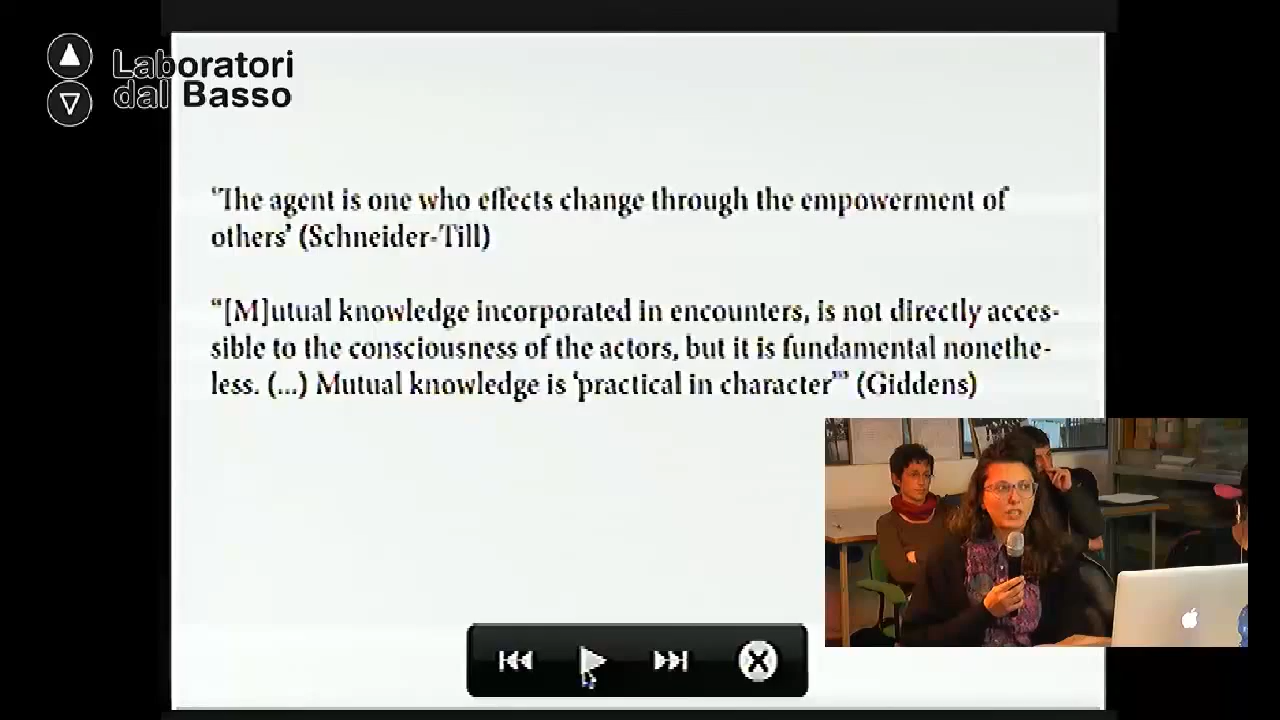 Laboratori
dal Basso
‘The agent is one who effects change through the empowerment of
others’ (Schneider-Till)
“[M]utual knowledge incorporated in encounters, is not directly acces-
sible to the consciousness of the actors, but it is fundamental nonethe-
less. (...) Mutual knowledge is ‘practical in character’” (Giddens)